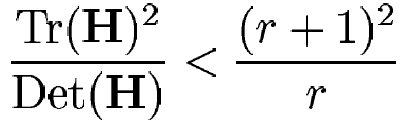 Tr(𝐇)² / Det(𝐇) < (r + 1)² / r